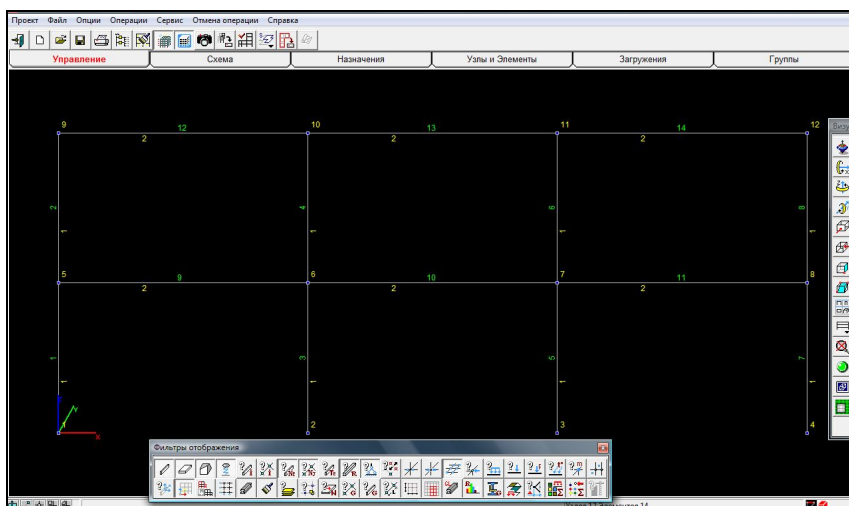 Проект Файл Опции Операции Сервис Отмена операции Справка
Управление Схема Назначения Узлы и Элементы Загружения Группы
9 12 10 13 11 14 12
2 2 2
2 4 6 8
1 1 1 1
5 9 6 10 7 11 8
2 2 2
1 3 5 7
1 1 1 1
Y
1 X 2 3 4
Фильтры отображения